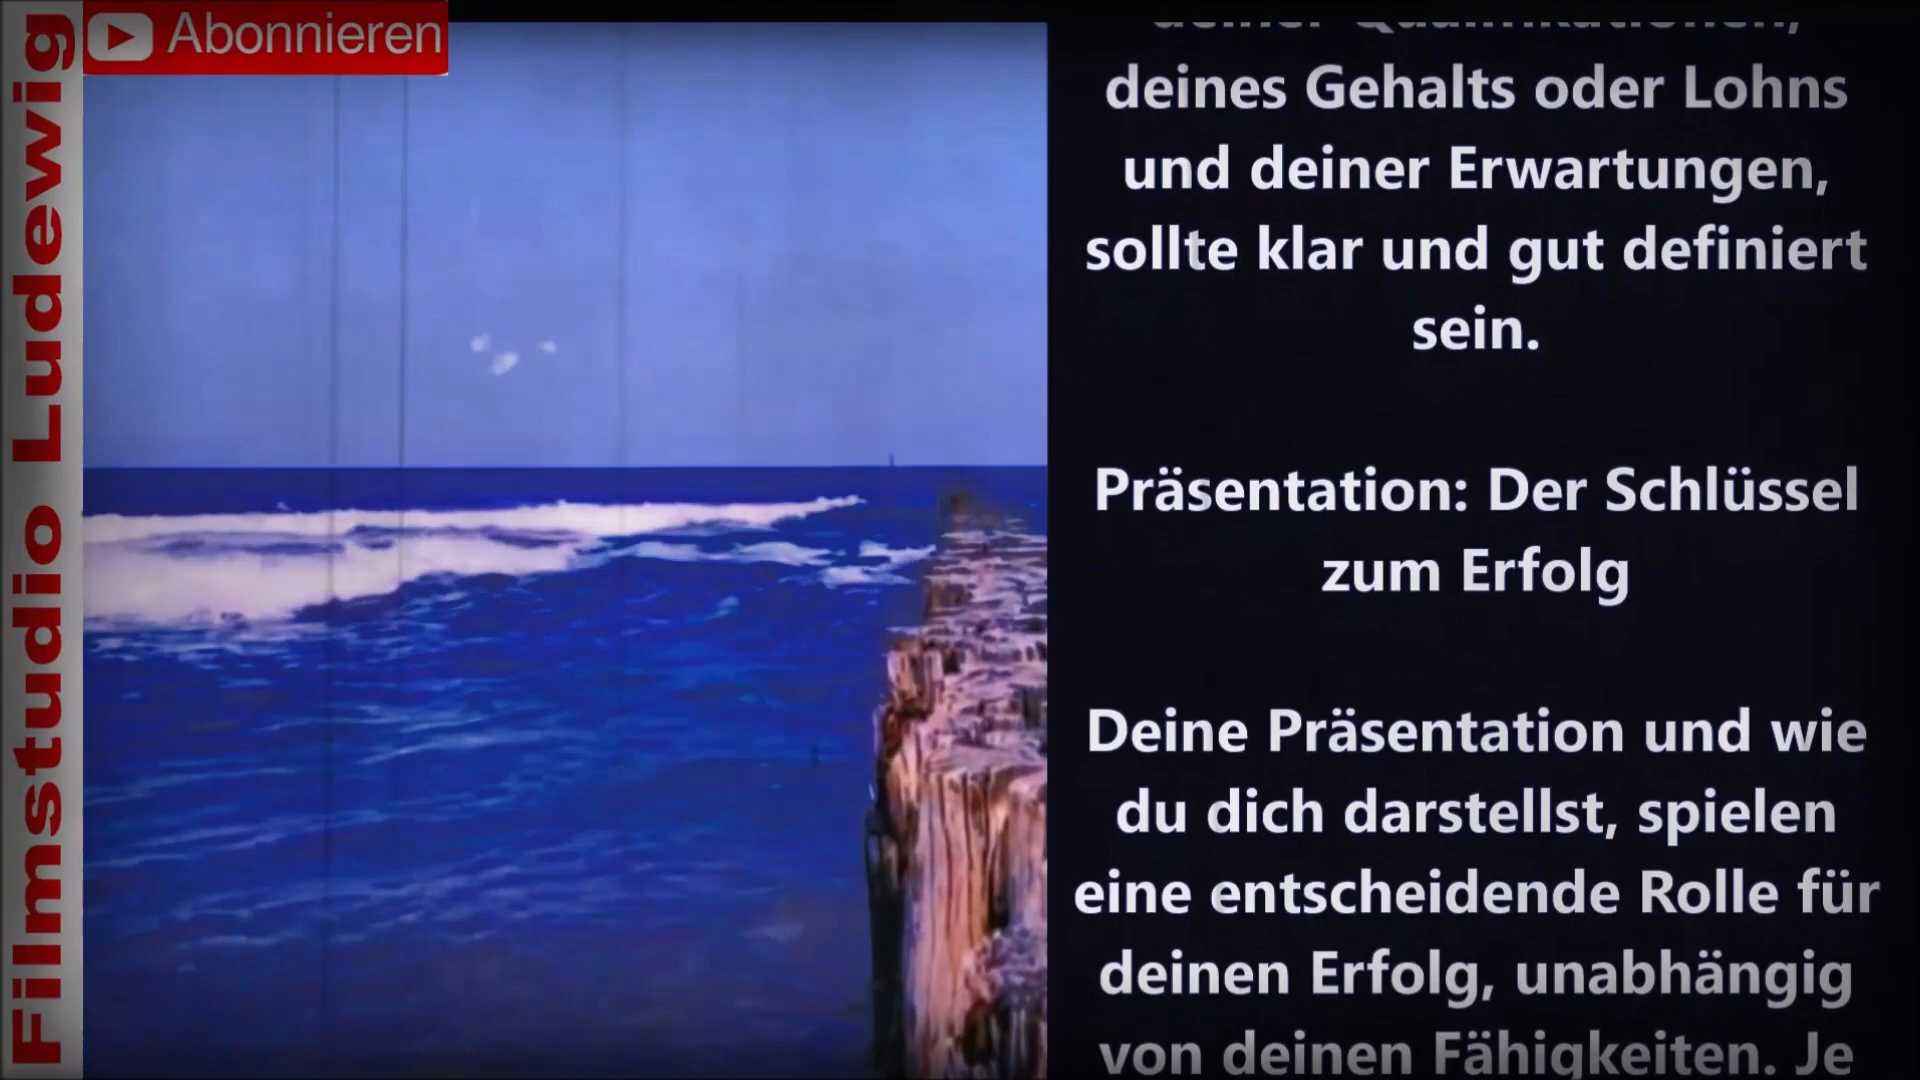 Filmstudio Ludewig
Abonnieren
deines Gehalts oder Lohns
und deiner Erwartungen,
sollte klar und gut definiert
sein.
Präsentation: Der Schlüssel
zum Erfolg
Deine Präsentation und wie
du dich darstellst, spielen
eine entscheidende Rolle für
deinen Erfolg, unabhängig
von deinen Fähigkeiten. Je